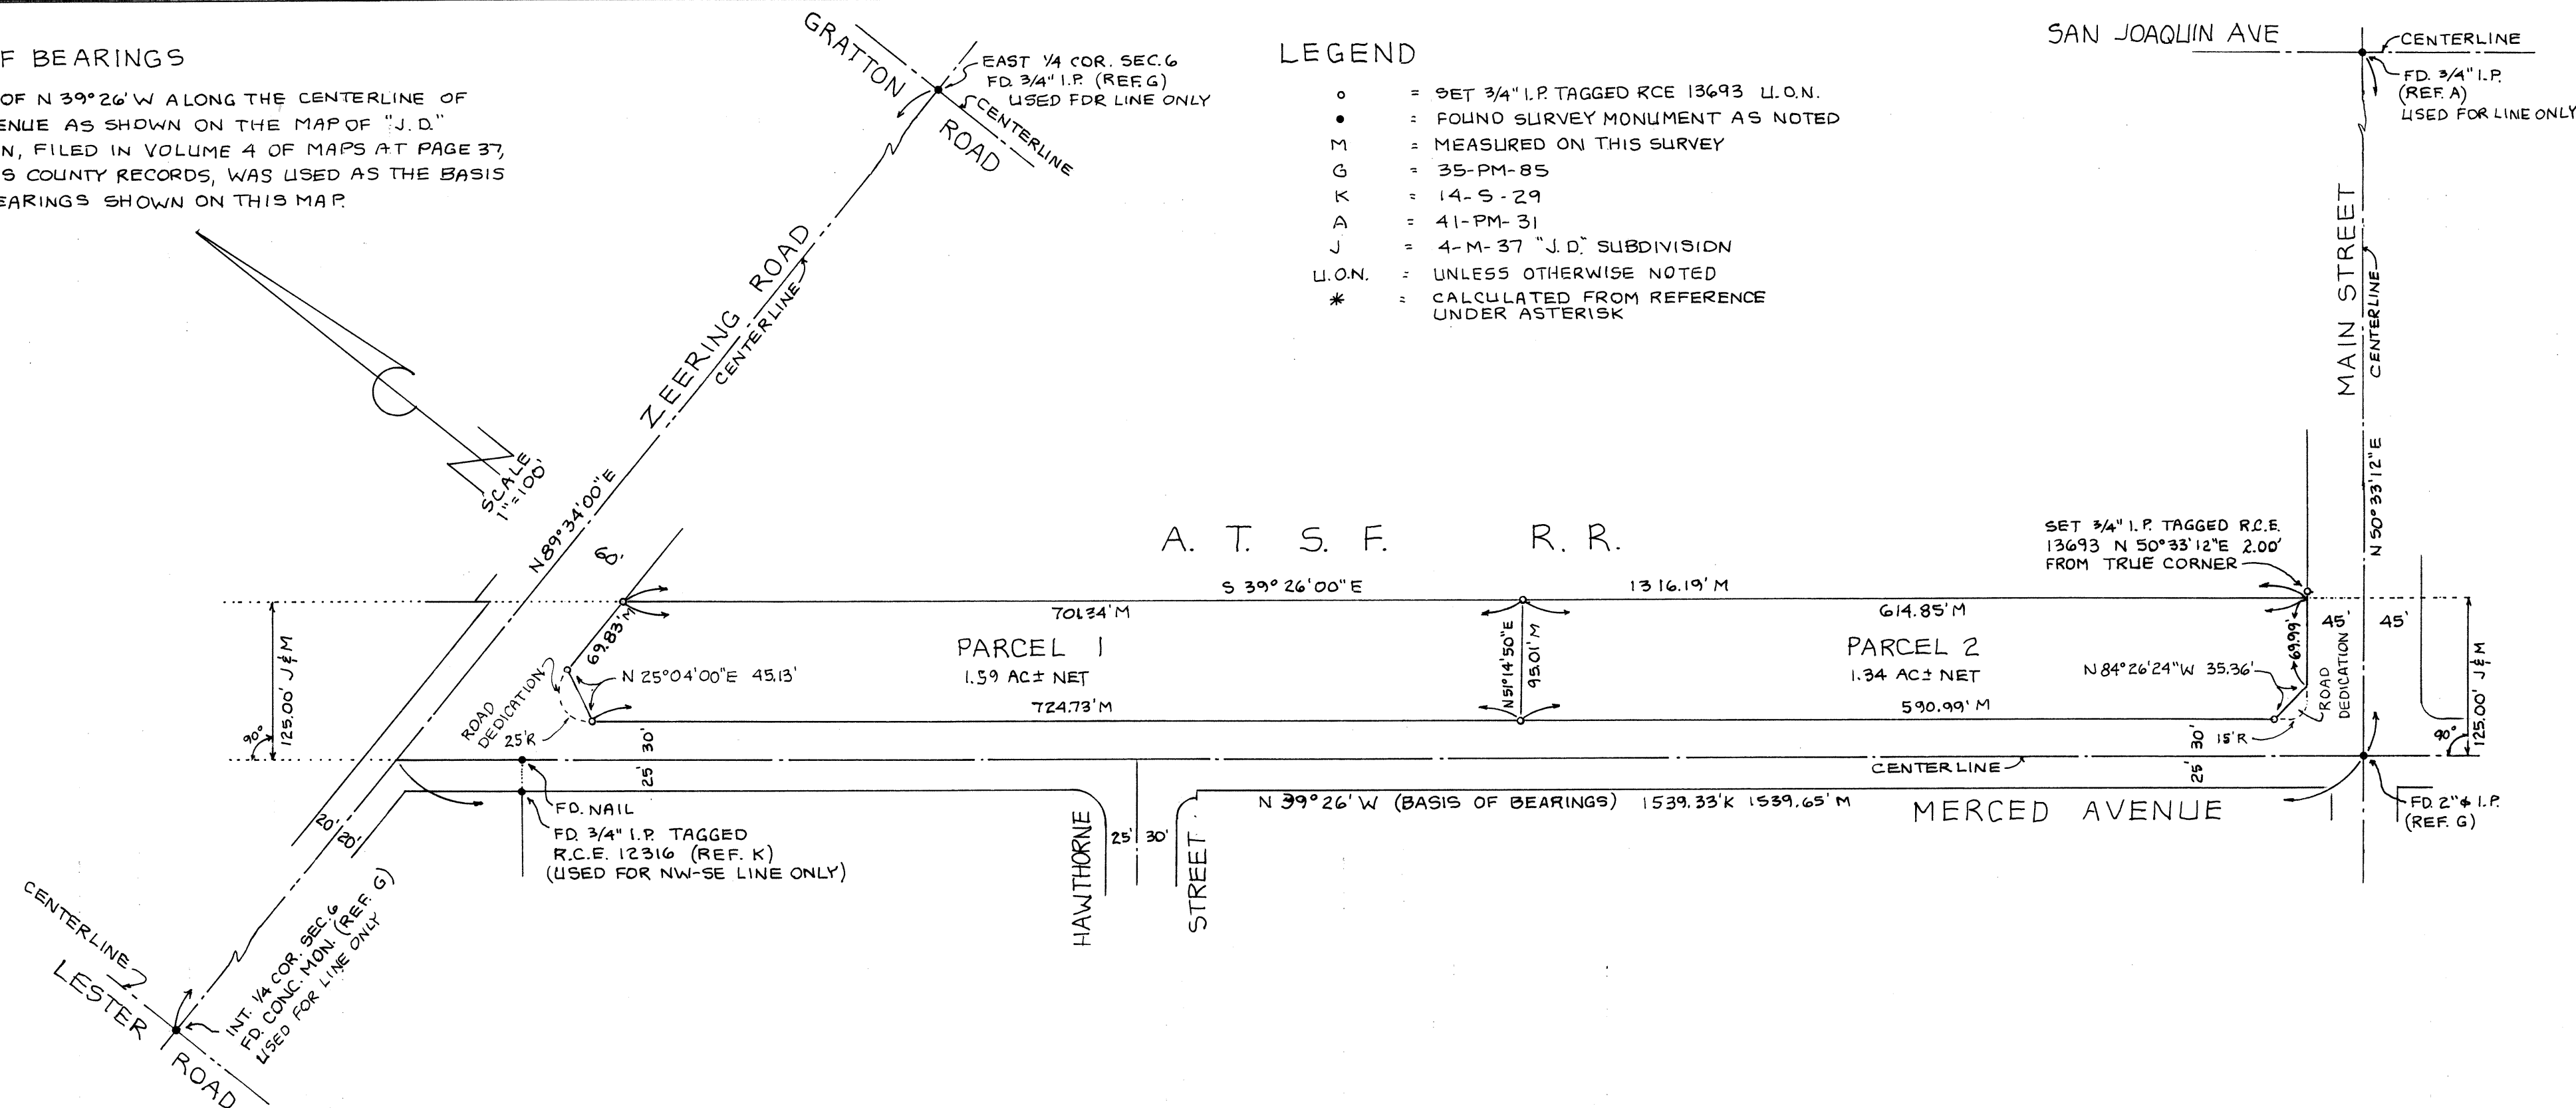 F BEARINGS
OF N 39°26'W ALONG THE CENTERLINE OF
ENUE AS SHOWN ON THE MAP OF "J.D."
N, FILED IN VOLUME 4 OF MAPS AT PAGE 37,
S COUNTY RECORDS, WAS USED AS THE BASIS
EARINGS SHOWN ON THIS MAP.
GRATTON
ROAD
CENTERLINE
EAST 1/4 COR. SEC.6
FD. 3/4" I.P. (REF.G)
USED FOR LINE ONLY
LEGEND
o = SET 3/4" I.P. TAGGED RCE 13693 U.O.N.
● = FOUND SURVEY MONUMENT AS NOTED
M = MEASURED ON THIS SURVEY
G = 35-PM-85
K = 14-S-29
A = 41-PM-31
J = 4-M-37 "J.D." SUBDIVISION
U.O.N. = UNLESS OTHERWISE NOTED
* = CALCULATED FROM REFERENCE
UNDER ASTERISK
SAN JOAQUIN AVE
CENTERLINE
FD. 3/4" I.P.
(REF. A)
USED FOR LINE ONLY
MAIN STREET
CENTERLINE
N 50°33'12"E
N
SCALE
1"=100'
ZEERING ROAD
CENTERLINE
N 89°34'00"E
A. T. S. F. R. R.
S 39°26'00"E 1316.19' M
SET 3/4" I.P. TAGGED R.C.E.
13693 N 50°33'12"E 2.00'
FROM TRUE CORNER
701.34' M
614.85' M
69.83' M
PARCEL 1
1.59 AC± NET
724.73' M
N 25°04'00"E 45.13'
ROAD
DEDICATION
25'R
N 51°14'50"E
95.01' M
PARCEL 2
1.34 AC± NET
590.99' M
N 84°26'24"W 35.36'
69.99'
45' 45'
ROAD
DEDICATION
15'R
125.00' J & M
90°
125.00' J & M
90°
30'
25'
30'
25'
CENTERLINE
N 39°26' W (BASIS OF BEARINGS) 1539.33' K 1539.65' M
MERCED AVENUE
FD. 2"ɸ I.P.
(REF. G)
FD. NAIL
FD. 3/4" I.P. TAGGED
R.C.E. 12316 (REF. K)
(USED FOR NW-SE LINE ONLY)
20' 20'
HAWTHORNE
STREET
25' 30'
CENTERLINE
LESTER
ROAD
INT. 1/4 COR. SEC.6
FD. CONC. MON. (REF. G)
USED FOR LINE ONLY